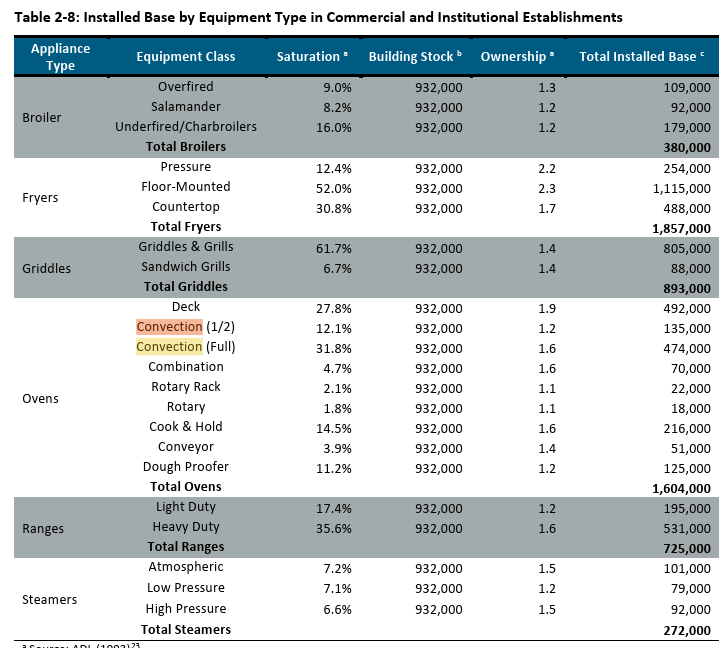 Table 2-8: Installed Base by Equipment Type in Commercial and Institutional Establishments
Appliance Type Equipment Class Saturation a Building Stock b Ownership a Total Installed Base c
Broiler
Overfired 9.0% 932,000 1.3 109,000
Salamander 8.2% 932,000 1.2 92,000
Underfired/Charbroilers 16.0% 932,000 1.2 179,000
Total Broilers 380,000
Fryers
Pressure 12.4% 932,000 2.2 254,000
Floor-Mounted 52.0% 932,000 2.3 1,115,000
Countertop 30.8% 932,000 1.7 488,000
Total Fryers 1,857,000
Griddles
Griddles & Grills 61.7% 932,000 1.4 805,000
Sandwich Grills 6.7% 932,000 1.4 88,000
Total Griddles 893,000
Ovens
Deck 27.8% 932,000 1.9 492,000
Convection (1/2) 12.1% 932,000 1.2 135,000
Convection (Full) 31.8% 932,000 1.6 474,000
Combination 4.7% 932,000 1.6 70,000
Rotary Rack 2.1% 932,000 1.1 22,000
Rotary 1.8% 932,000 1.1 18,000
Cook & Hold 14.5% 932,000 1.6 216,000
Conveyor 3.9% 932,000 1.4 51,000
Dough Proofer 11.2% 932,000 1.2 125,000
Total Ovens 1,604,000
Ranges
Light Duty 17.4% 932,000 1.2 195,000
Heavy Duty 35.6% 932,000 1.6 531,000
Total Ranges 725,000
Steamers
Atmospheric 7.2% 932,000 1.5 101,000
Low Pressure 7.1% 932,000 1.2 79,000
High Pressure 6.6% 932,000 1.5 92,000
Total Steamers 272,000
a Source: ADL (1993)23